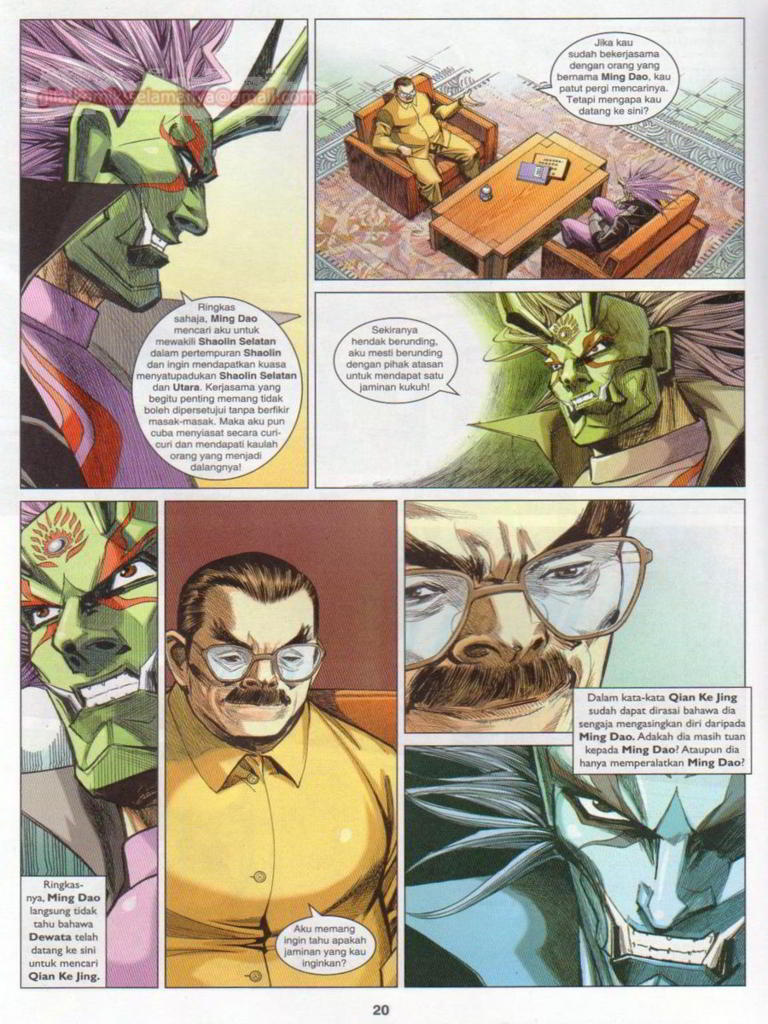 gila_komik_selamanya@gmail.com
Jika kau
sudah bekerjasama
dengan orang yang
bernama Ming Dao, kau
patut pergi mencarinya.
Tetapi mengapa kau
datang ke sini?
Ringkas
sahaja, Ming Dao
mencari aku untuk
mewakili Shaolin Selatan
dalam pertempuran Shaolin
dan ingin mendapatkan kuasa
menyatupadukan Shaolin Selatan
dan Utara. Kerjasama yang
begitu penting memang tidak
boleh dipersetujui tanpa berfikir
masak-masak. Maka aku pun
cuba menyiasat secara curi-
curi dan mendapati kaulah
orang yang menjadi
dalangnya!
Sekiranya
hendak berunding,
aku mesti berunding
dengan pihak atasan
untuk mendapat satu
jaminan kukuh!
Ringkas-
nya, Ming Dao
langsung tidak
tahu bahawa
Dewata telah
datang ke sini
untuk mencari
Qian Ke Jing.
Aku memang
ingin tahu apakah
jaminan yang kau
inginkan?
Dalam kata-kata Qian Ke Jing
sudah dapat dirasai bahawa dia
sengaja mengasingkan diri daripada
Ming Dao. Adakah dia masih tuan
kepada Ming Dao? Ataupun dia
hanya memperalatkan Ming Dao?
20